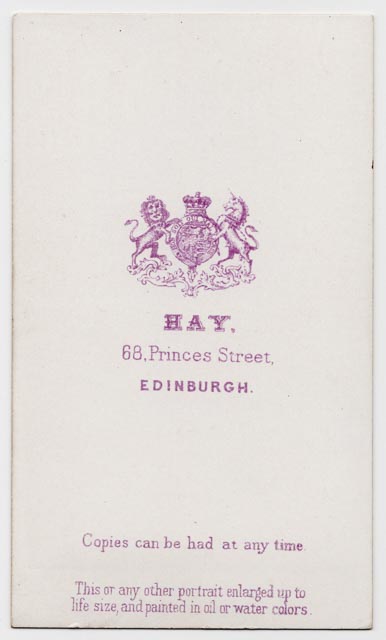 HAY.
68, Princes Street,
EDINBURGH.
Copies can be had at any time.
This or any other portrait enlarged up to
life size, and painted in oil or water colors.